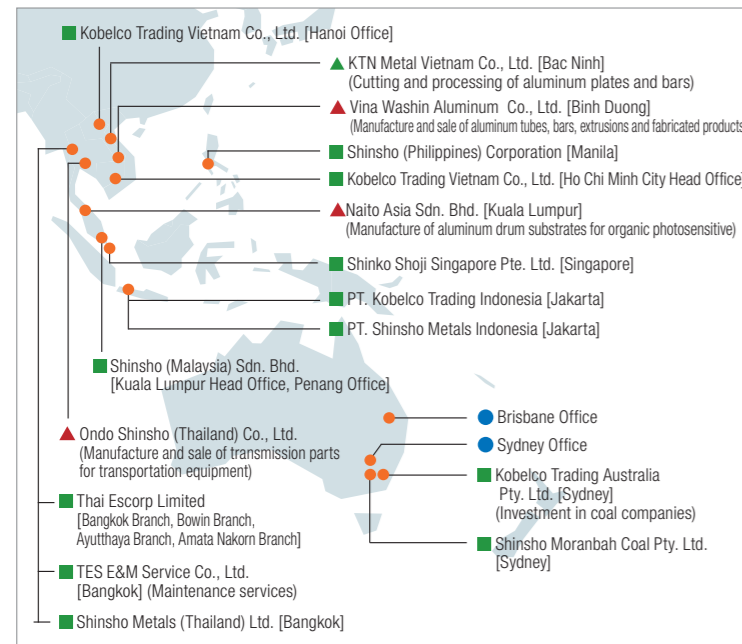 Kobelco Trading Vietnam Co., Ltd. [Hanoi Office]
KTN Metal Vietnam Co., Ltd. [Bac Ninh]
(Cutting and processing of aluminum plates and bars)
Vina Washin Aluminum Co., Ltd. [Binh Duong]
(Manufacture and sale of aluminum tubes, bars, extrusions and fabricated products
Shinsho (Philippines) Corporation [Manila]
Kobelco Trading Vietnam Co., Ltd. [Ho Chi Minh City Head Office]
Naito Asia Sdn. Bhd. [Kuala Lumpur]
(Manufacture of aluminum drum substrates for organic photosensitive)
Shinko Shoji Singapore Pte. Ltd. [Singapore]
PT. Kobelco Trading Indonesia [Jakarta]
PT. Shinsho Metals Indonesia [Jakarta]
Shinsho (Malaysia) Sdn. Bhd.
[Kuala Lumpur Head Office, Penang Office]
Ondo Shinsho (Thailand) Co., Ltd.
(Manufacture and sale of transmission parts
for transportation equipment)
Thai Escorp Limited
[Bangkok Branch, Bowin Branch,
Ayutthaya Branch, Amata Nakorn Branch]
TES E&M Service Co., Ltd.
[Bangkok] (Maintenance services)
Shinsho Metals (Thailand) Ltd. [Bangkok]
Brisbane Office
Sydney Office
Kobelco Trading Australia
Pty. Ltd. [Sydney]
(Investment in coal companies)
Shinsho Moranbah Coal Pty. Ltd.
[Sydney]